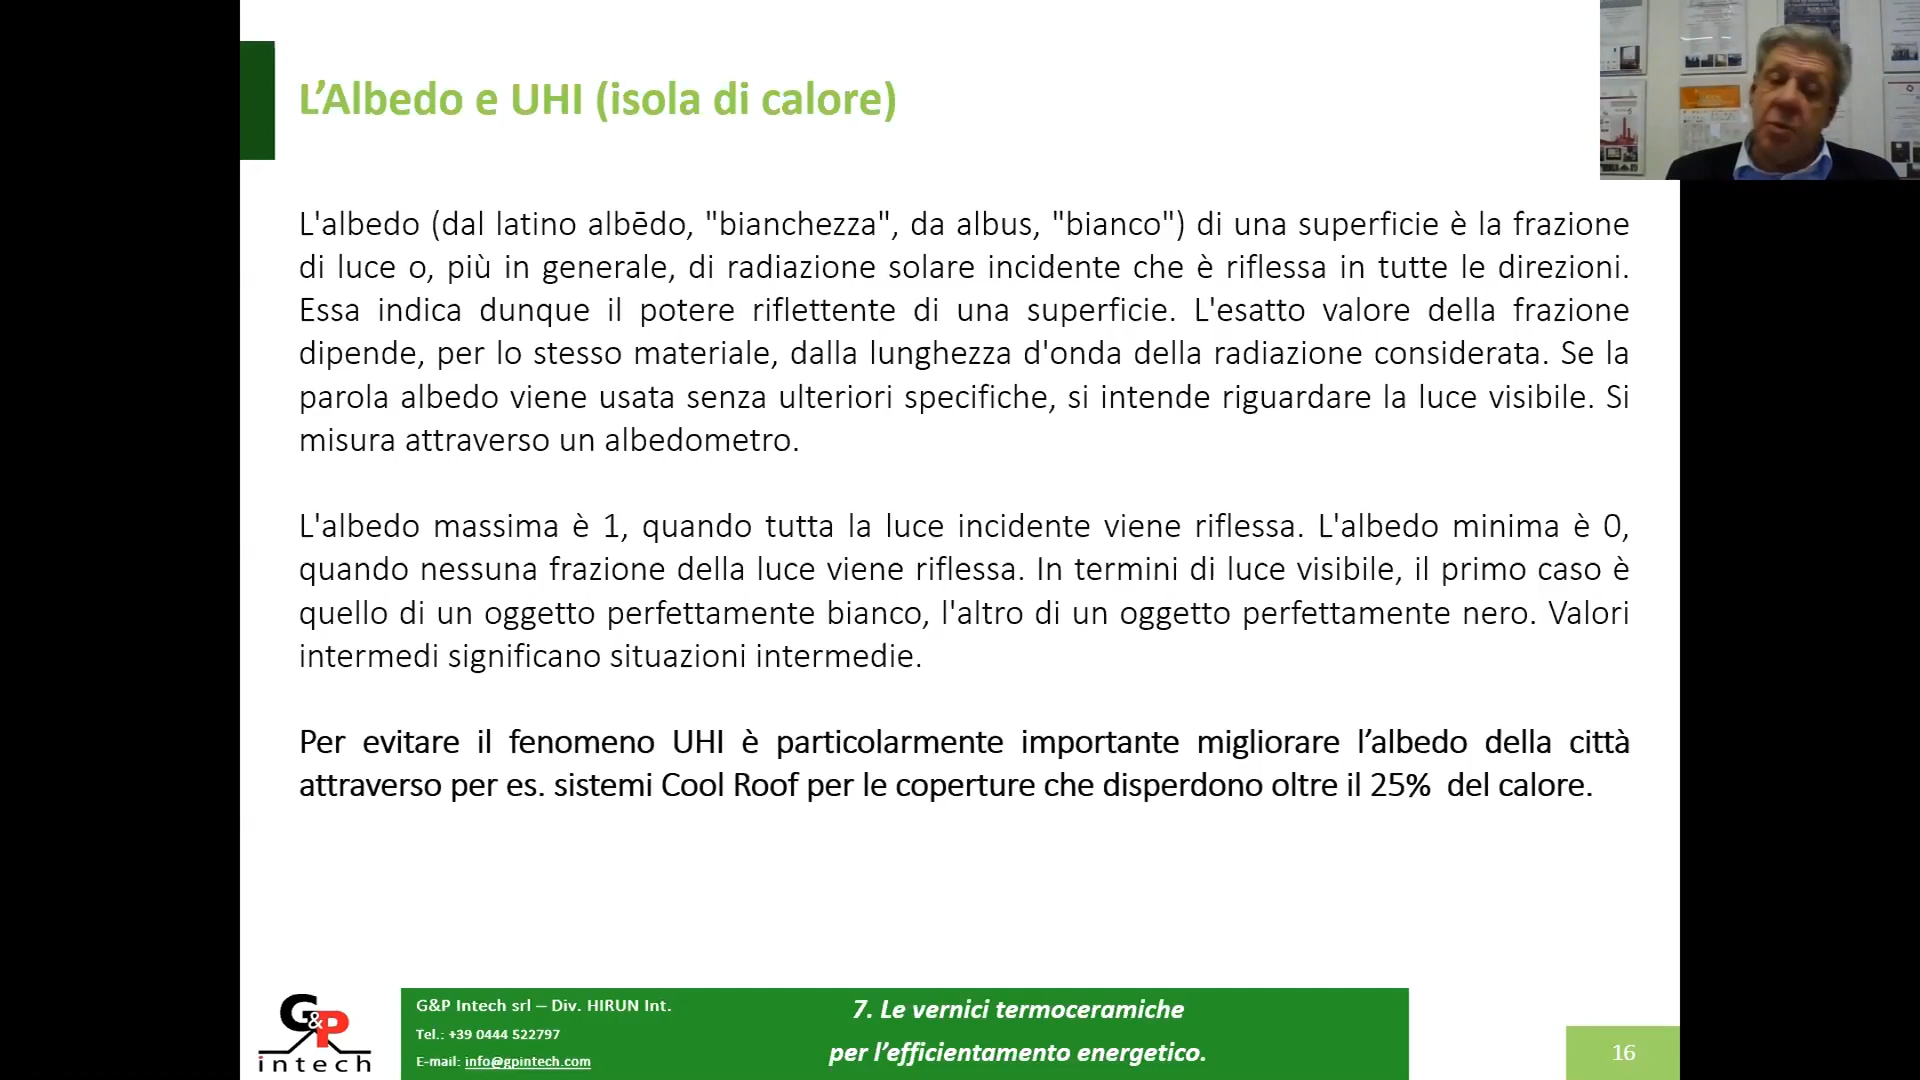 L'Albedo e UHI (isola di calore)
L'albedo (dal latino albēdo, "bianchezza", da albus, "bianco") di una superficie è la frazione
di luce o, più in generale, di radiazione solare incidente che è riflessa in tutte le direzioni.
Essa indica dunque il potere riflettente di una superficie. L'esatto valore della frazione
dipende, per lo stesso materiale, dalla lunghezza d'onda della radiazione considerata. Se la
parola albedo viene usata senza ulteriori specifiche, si intende riguardare la luce visibile. Si
misura attraverso un albedometro.
L'albedo massima è 1, quando tutta la luce incidente viene riflessa. L'albedo minima è 0,
quando nessuna frazione della luce viene riflessa. In termini di luce visibile, il primo caso è
quello di un oggetto perfettamente bianco, l'altro di un oggetto perfettamente nero. Valori
intermedi significano situazioni intermedie.
Per evitare il fenomeno UHI è particolarmente importante migliorare l’albedo della città
attraverso per es. sistemi Cool Roof per le coperture che disperdono oltre il 25% del calore.
G&P
intech
G&P Intech srl – Div. HIRUN Int.
Tel.: +39 0444 522797
E-mail: info@gpintech.com
7. Le vernici termoceramiche
per l’efficientamento energetico.
16